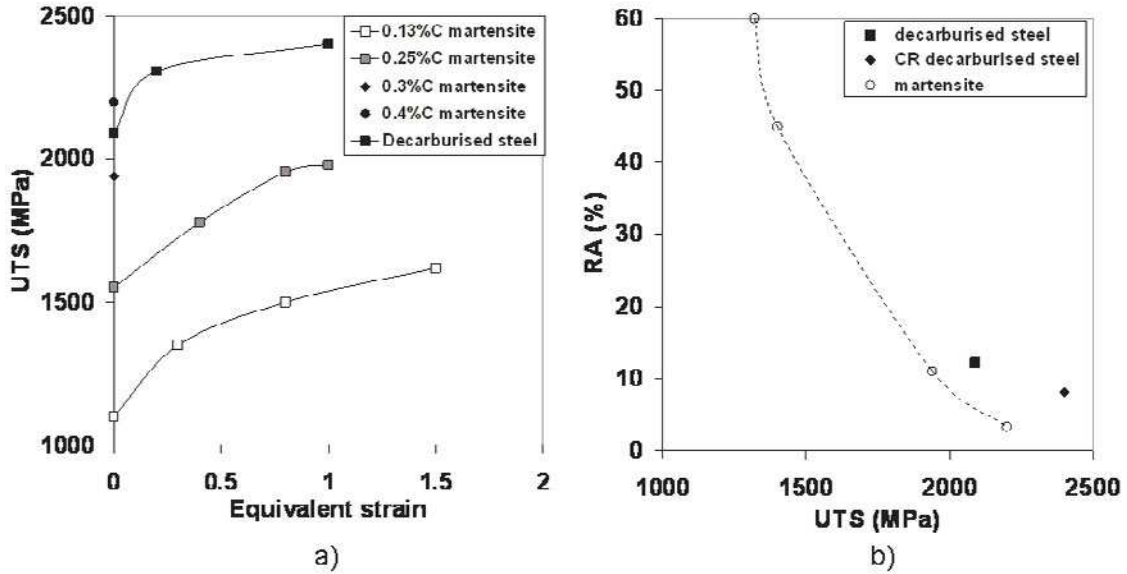 2500
2000
1500
1000
UTS (MPa)
0
0.5
1
1.5
2
Equivalent strain
0.13%C martensite
0.25%C martensite
0.3%C martensite
0.4%C martensite
Decarburised steel
a)
60
50
40
30
20
10
0
RA (%)
1000
1500
2000
2500
UTS (MPa)
decarburised steel
CR decarburised steel
martensite
b)